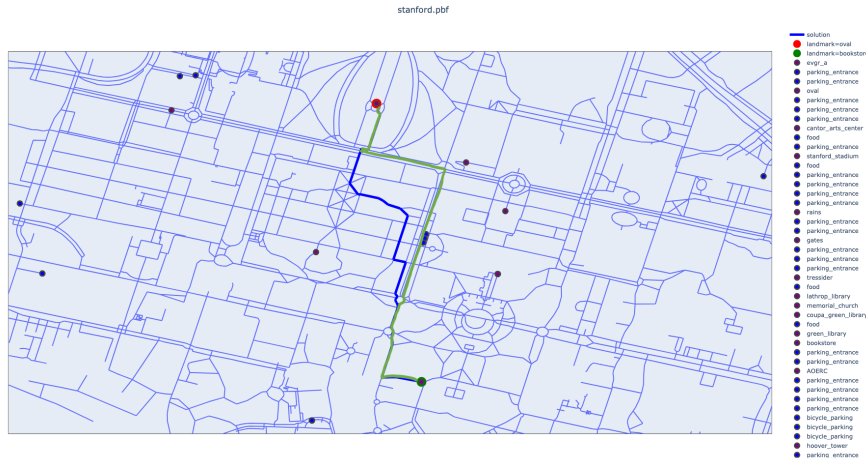 stanford.pbf
solution
landmark=oval
landmark=bookstor
evgr_a
parking_entrance
parking_entrance
oval
parking_entrance
parking_entrance
parking_entrance
cantor_arts_center
food
parking_entrance
stanford_stadium
food
parking_entrance
parking_entrance
parking_entrance
parking_entrance
rains
parking_entrance
parking_entrance
gates
parking_entrance
parking_entrance
parking_entrance
tressider
food
lathrop_library
memorial_church
coupa_green_library
food
green_library
bookstore
parking_entrance
parking_entrance
AOERC
parking_entrance
parking_entrance
parking_entrance
parking_entrance
bicycle_parking
bicycle_parking
bicycle_parking
hoover_tower
parking_entrance